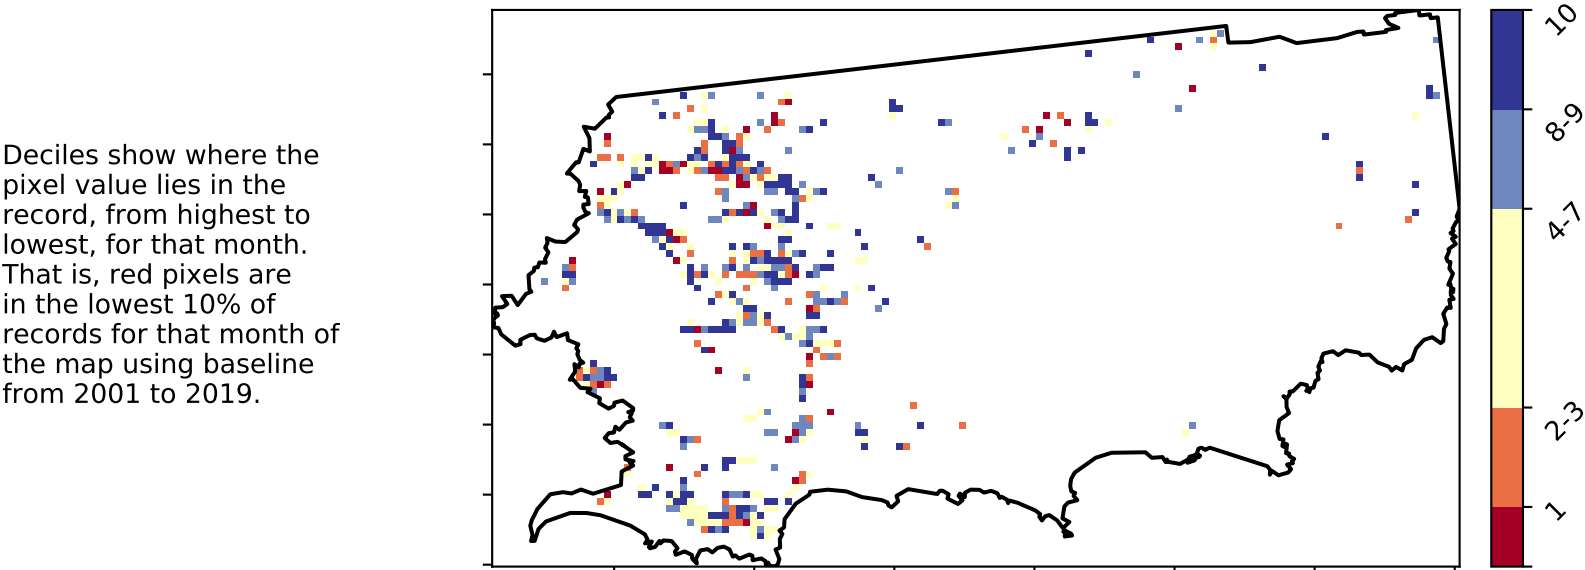 Deciles show where the
pixel value lies in the
record, from highest to
lowest, for that month.
That is, red pixels are
in the lowest 10% of
records for that month of
the map using baseline
from 2001 to 2019.
10
8-9
4-7
2-3
1